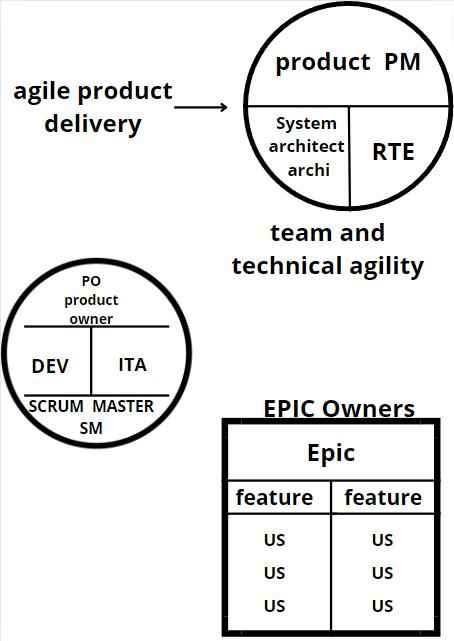 product PM
agile product
delivery
System
architect
archi
RTE
team and
technical agility
PO
product
owner
DEV
ITA
SCRUM MASTER
SM
EPIC Owners
Epic
feature
feature
US
US
US
US
US
US